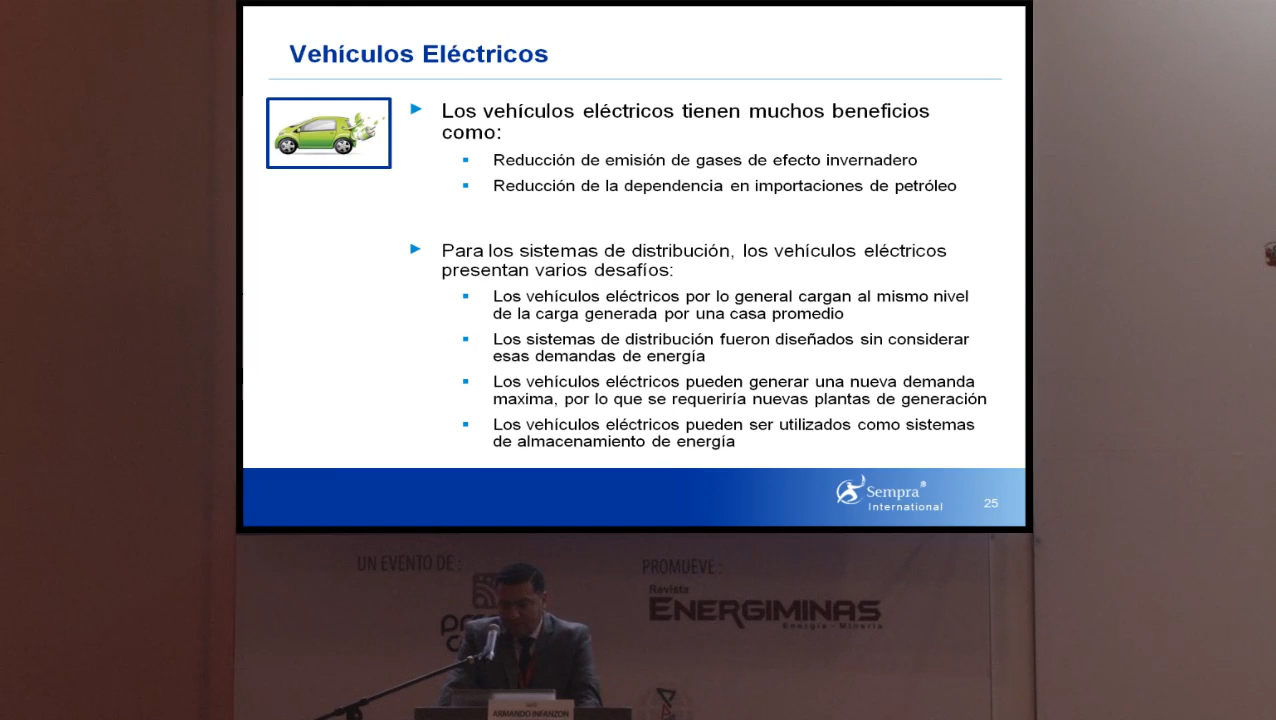 Vehículos Eléctricos
Los vehículos eléctricos tienen muchos beneficios
como:
Reducción de emisión de gases de efecto invernadero
Reducción de la dependencia en importaciones de petróleo
Para los sistemas de distribución, los vehículos eléctricos
presentan varios desafíos:
Los vehículos eléctricos por lo general cargan al mismo nivel
de la carga generada por una casa promedio
Los sistemas de distribución fueron diseñados sin considerar
esas demandas de energía
Los vehículos eléctricos pueden generar una nueva demanda
maxima, por lo que se requeriría nuevas plantas de generación
Los vehículos eléctricos pueden ser utilizados como sistemas
de almacenamiento de energía
Sempra®
International
25
UN EVENTO DE :
PROMUEVE :
Revista
ENERGIMINAS
Energía - Minería
ARMANDO INFANZON